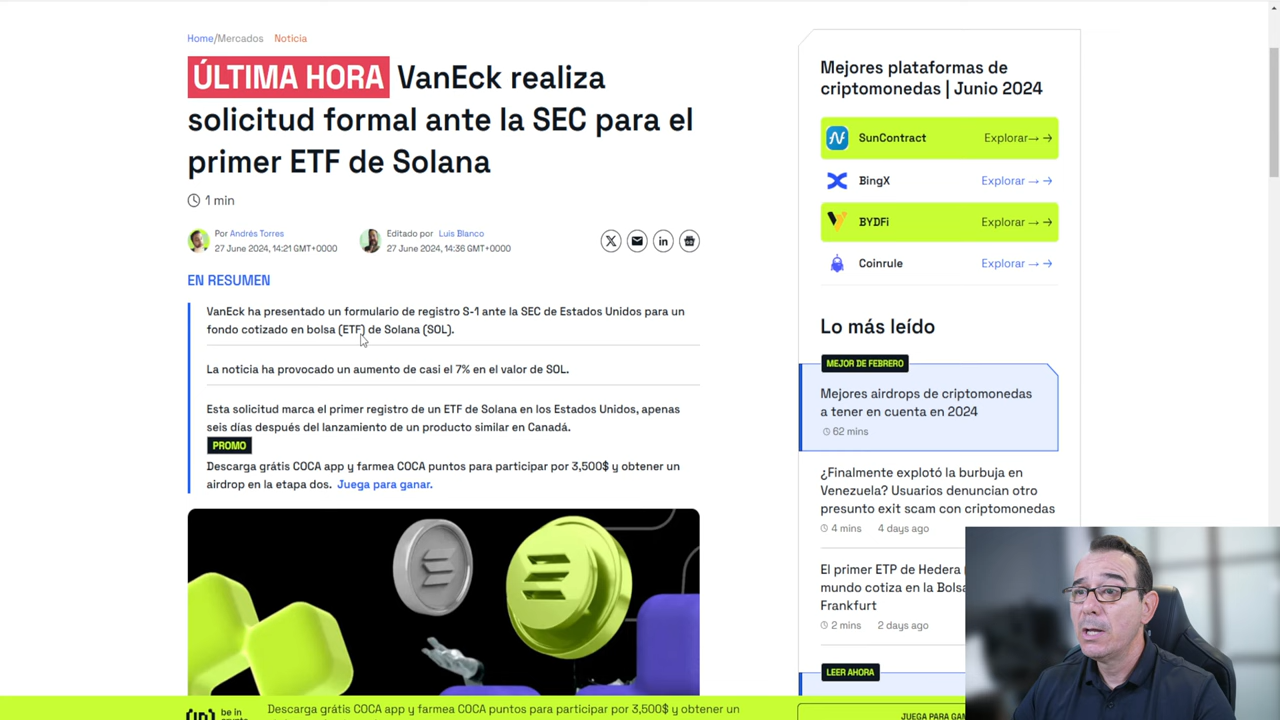 Home/Mercados Noticia
ÚLTIMA HORA VanEck realiza
solicitud formal ante la SEC para el
primer ETF de Solana
1 min
Por Andrés Torres
27 June 2024, 14:21 GMT+0000
Editado por Luis Blanco
27 June 2024, 14:36 GMT+0000
EN RESUMEN
VanEck ha presentado un formulario de registro S-1 ante la SEC de Estados Unidos para un
fondo cotizado en bolsa (ETF) de Solana (SOL).
La noticia ha provocado un aumento de casi el 7% en el valor de SOL.
Esta solicitud marca el primer registro de un ETF de Solana en los Estados Unidos, apenas
seis días después del lanzamiento de un producto similar en Canadá.
PROMO
Descarga grátis COCA app y farmea COCA puntos para participar por 3,500$ y obtener un
airdrop en la etapa dos. Juega para ganar.
Mejores plataformas de
criptomonedas | Junio 2024
SunContract Explorar→ →
BingX Explorar → →
BYDFi Explorar → →
Coinrule Explorar → →
Lo más leído
MEJOR DE FEBRERO
Mejores airdrops de criptomonedas
a tener en cuenta en 2024
62 mins
¿Finalmente explotó la burbuja en
Venezuela? Usuarios denuncian otro
presunto exit scam con criptomonedas
4 mins 4 days ago
El primer ETP de Hedera
mundo cotiza en la Bolsa
Frankfurt
2 mins 2 days ago
LEER AHORA
be in
Descarga grátis COCA app y farmea COCA puntos para participar por 3,500$ y obtener un
JUEGA PARA GAN